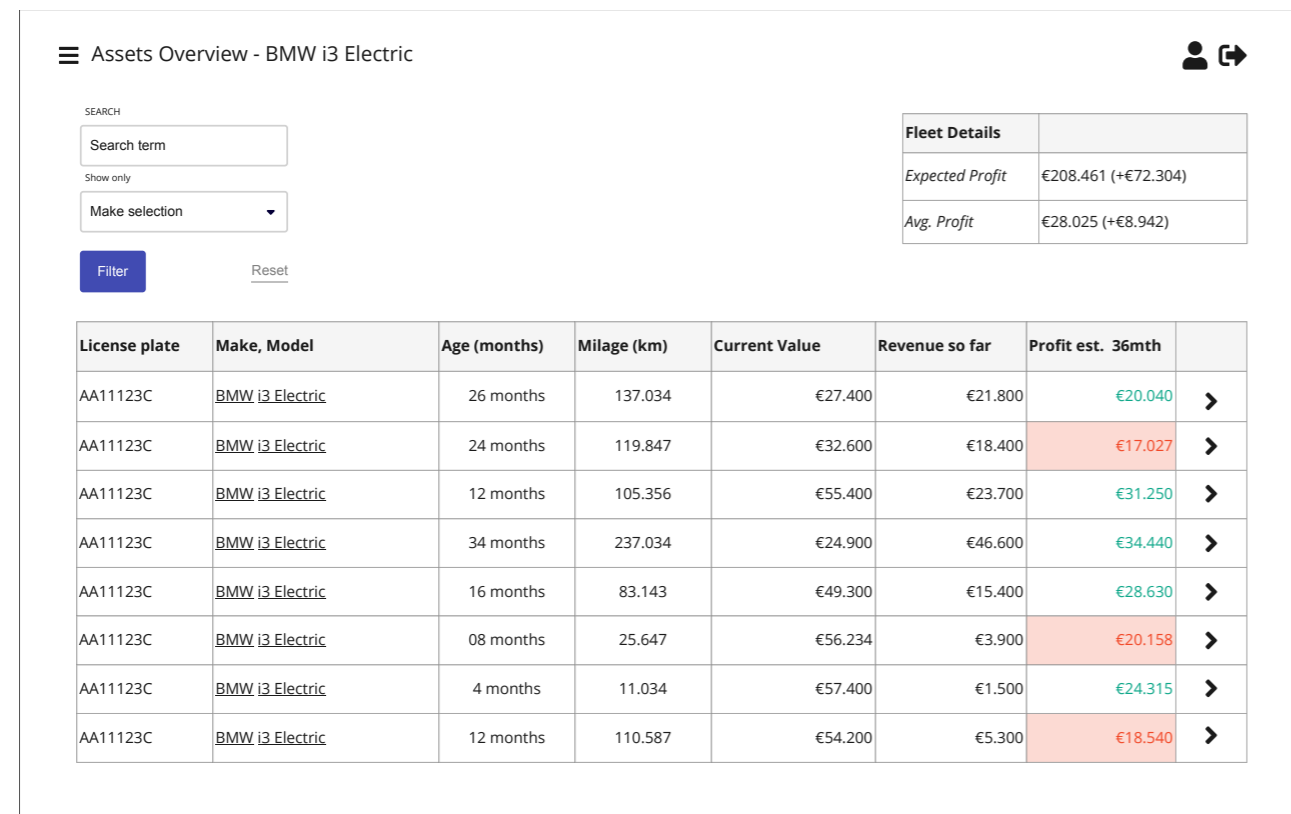 Assets Overview - BMW i3 Electric
SEARCH
Search term
Show only
Make selection
Filter Reset
Fleet Details
Expected Profit €208.461 (+€72.304)
Avg. Profit €28.025 (+€8.942)
License plate Make, Model Age (months) Milage (km) Current Value Revenue so far Profit est. 36mth
AA11123C BMW i3 Electric 26 months 137.034 €27.400 €21.800 €20.040
AA11123C BMW i3 Electric 24 months 119.847 €32.600 €18.400 €17.027
AA11123C BMW i3 Electric 12 months 105.356 €55.400 €23.700 €31.250
AA11123C BMW i3 Electric 34 months 237.034 €24.900 €46.600 €34.440
AA11123C BMW i3 Electric 16 months 83.143 €49.300 €15.400 €28.630
AA11123C BMW i3 Electric 08 months 25.647 €56.234 €3.900 €20.158
AA11123C BMW i3 Electric 4 months 11.034 €57.400 €1.500 €24.315
AA11123C BMW i3 Electric 12 months 110.587 €54.200 €5.300 €18.540